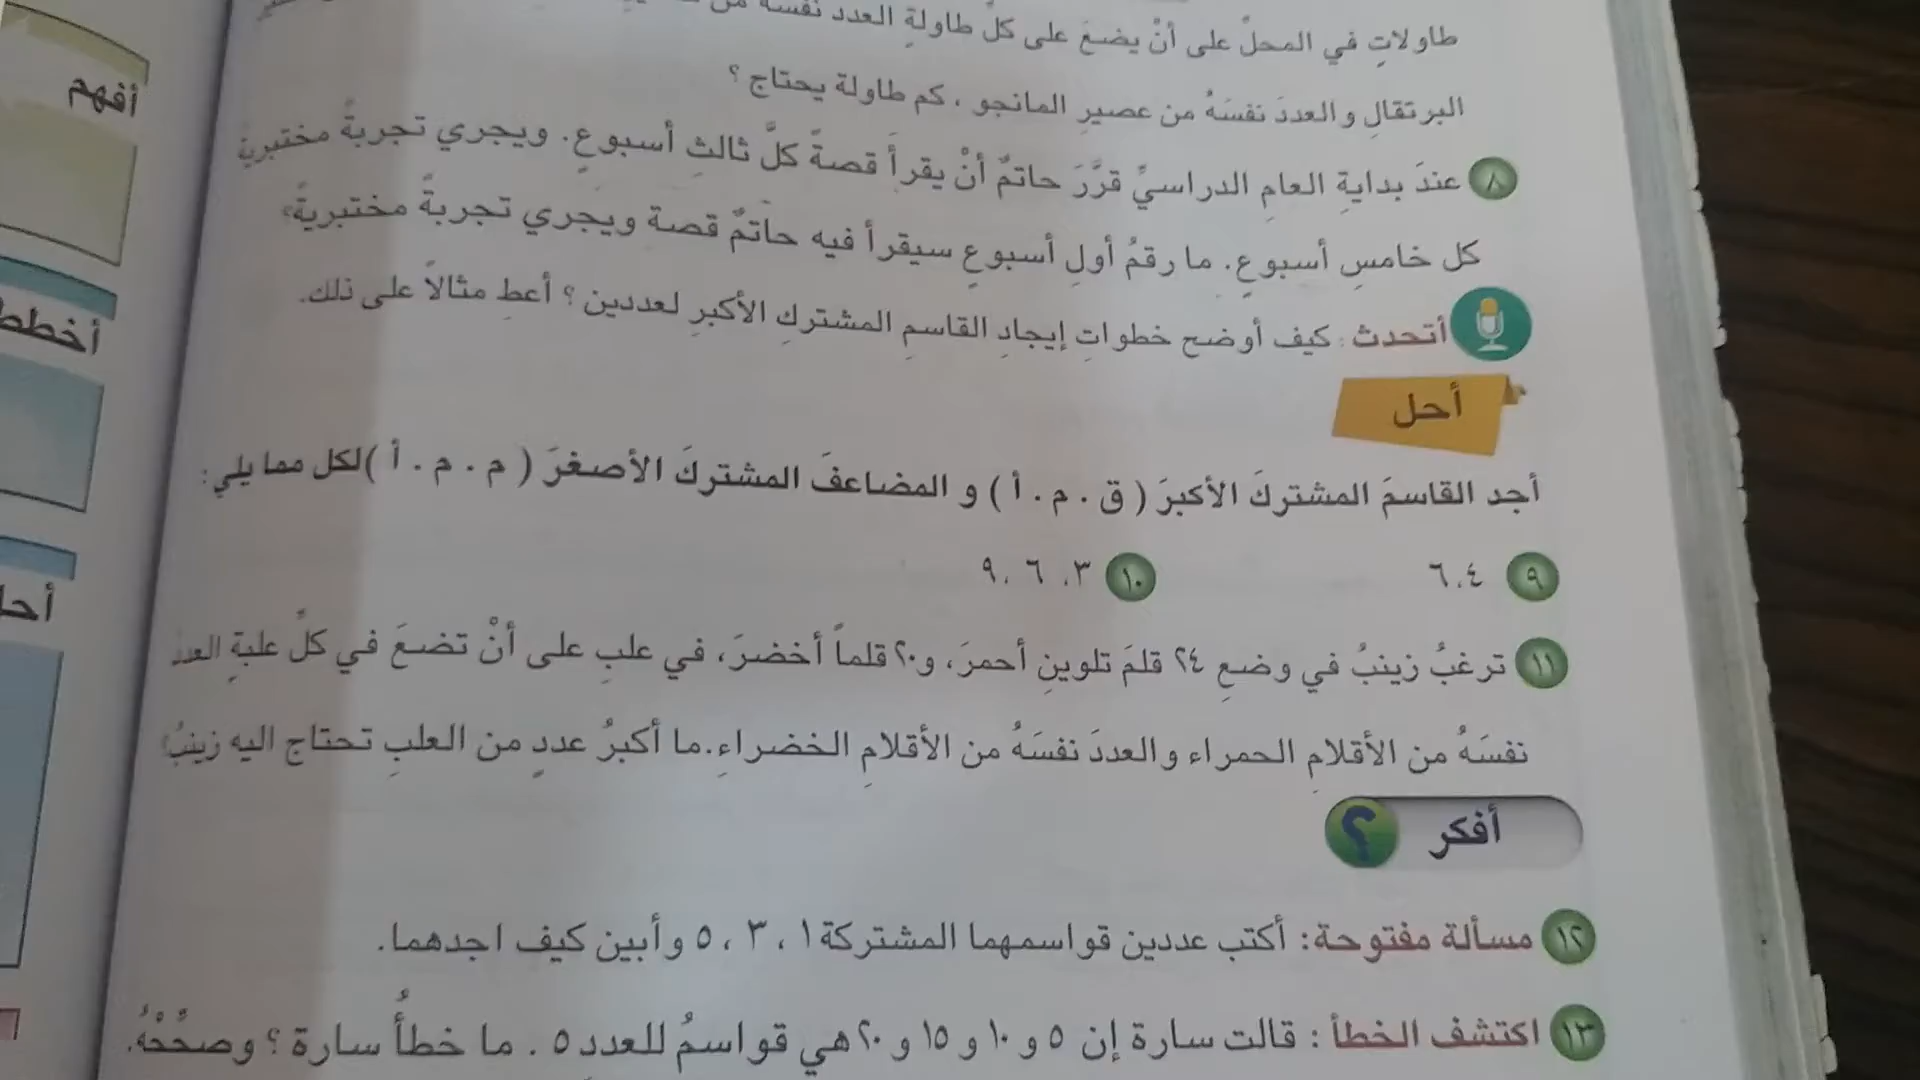 طاولاتٍ في المحلِّ على أنْ يضعَ على كلِّ طاولةٍ العدد نفسَهُ من
البرتقالِ والعددَ نفسَهُ من عصيرِ المانجو ، كم طاولة يحتاج ؟
٨ عندَ بدايةِ العامِ الدراسيِّ قرَّرَ حاتمٌ أنْ يقرأَ قصةً كلَّ ثالثِ أسبوعٍ. ويجري تجربةً مختبريةً
كل خامسِ أسبوعٍ. ما رقمُ أولِ أسبوعٍ سيقرأ فيه حاتمٌ قصة ويجري تجربةً مختبريةً
أتحدث : كيف أوضح خطواتِ إيجادِ القاسمِ المشتركِ الأكبرِ لعددين ؟ أعطِ مثالاً على ذلك.
أحل
أجد القاسمَ المشتركَ الأكبرَ ( ق . م . أ ) و المضاعفَ المشتركَ الأصغرَ ( م . م . أ )لكل مما يلي :
٩ ٤، ٦ ١٠ ٣، ٦ ،٩
١١ ترغبُ زينبُ في وضعِ ٢٤ قلمَ تلوينٍ أحمرَ، و٢٠ قلماً أخضرَ، في علبٍ على أنْ تضعَ في كلِّ علبةٍ العدد
نفسَهُ من الأقلامِ الحمراء والعددَ نفسَهُ من الأقلامِ الخضراءِ.ما أكبرُ عددٍ من العلبِ تحتاج اليه زينبُ
أفكر ؟
١٢ مسألة مفتوحة: أكتب عددين قواسمهما المشتركة ١ ، ٣ ، ٥ وأبين كيف اجدهما.
١٣ اكتشف الخطأ : قالت سارة إن ٥ و ١٠ و ١٥ و ٢٠ هي قواسمُ للعددِ ٥ . ما خطأُ سارة ؟ وصحِّحْهُ.
أفهم
أخطط
أحل